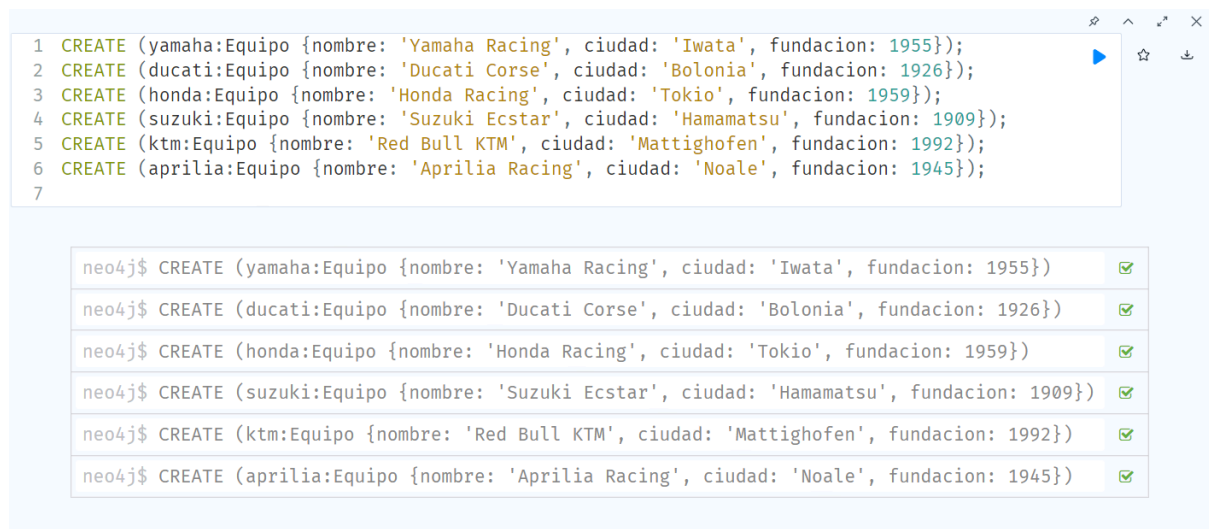 1 CREATE (yamaha:Equipo {nombre: 'Yamaha Racing', ciudad: 'Iwata', fundacion: 1955});
2 CREATE (ducati:Equipo {nombre: 'Ducati Corse', ciudad: 'Bolonia', fundacion: 1926});
3 CREATE (honda:Equipo {nombre: 'Honda Racing', ciudad: 'Tokio', fundacion: 1959});
4 CREATE (suzuki:Equipo {nombre: 'Suzuki Ecstar', ciudad: 'Hamamatsu', fundacion: 1909});
5 CREATE (ktm:Equipo {nombre: 'Red Bull KTM', ciudad: 'Mattighofen', fundacion: 1992});
6 CREATE (aprilia:Equipo {nombre: 'Aprilia Racing', ciudad: 'Noale', fundacion: 1945});
7
neo4j$ CREATE (yamaha:Equipo {nombre: 'Yamaha Racing', ciudad: 'Iwata', fundacion: 1955})
neo4j$ CREATE (ducati:Equipo {nombre: 'Ducati Corse', ciudad: 'Bolonia', fundacion: 1926})
neo4j$ CREATE (honda:Equipo {nombre: 'Honda Racing', ciudad: 'Tokio', fundacion: 1959})
neo4j$ CREATE (suzuki:Equipo {nombre: 'Suzuki Ecstar', ciudad: 'Hamamatsu', fundacion: 1909})
neo4j$ CREATE (ktm:Equipo {nombre: 'Red Bull KTM', ciudad: 'Mattighofen', fundacion: 1992})
neo4j$ CREATE (aprilia:Equipo {nombre: 'Aprilia Racing', ciudad: 'Noale', fundacion: 1945})